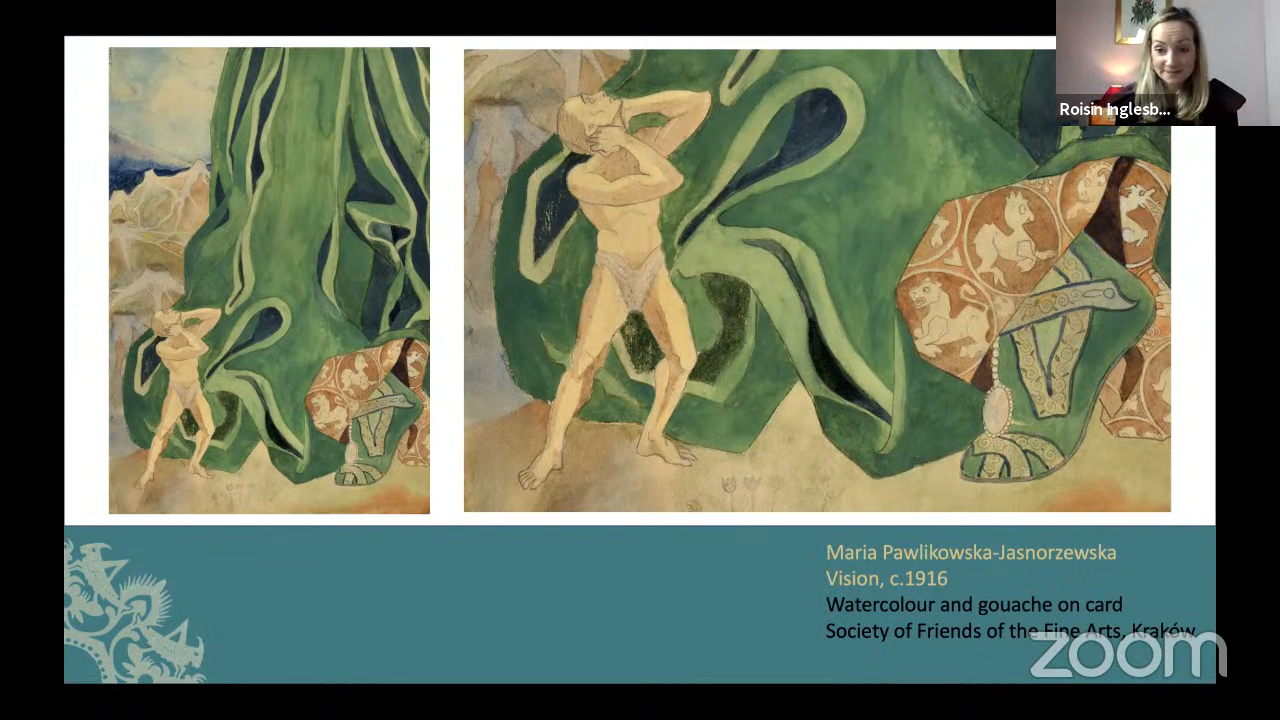 Roisin Inglesb...
Maria Pawlikowska-Jasnorzewska
Vision, c.1916
Watercolour and gouache on card
Society of Friends of the Fine Arts, Kraków
zoom